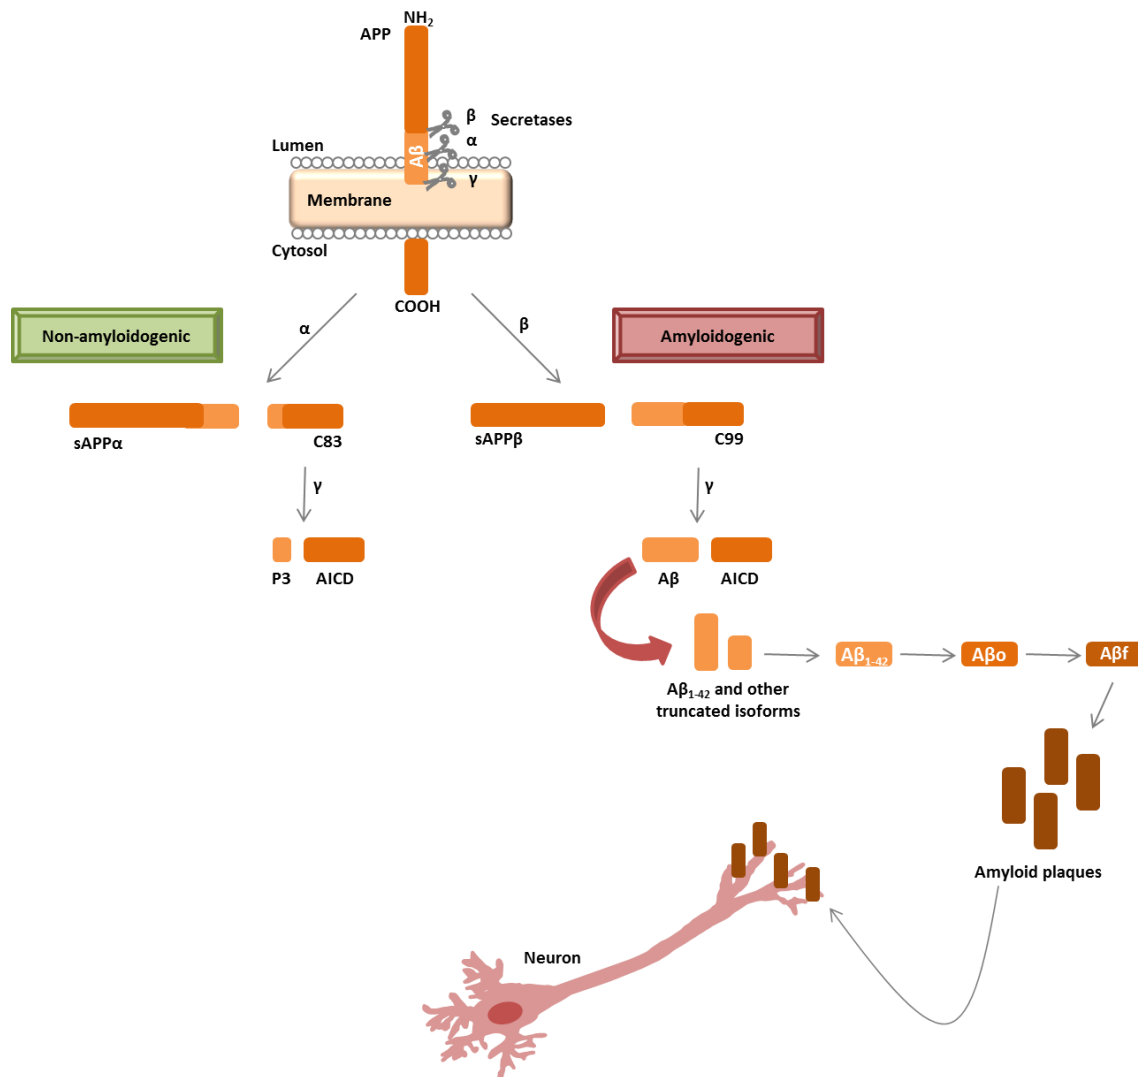 NH₂
APP
β
Secretases
α
Lumen
Aβ
γ
Membrane
Cytosol
COOH
Non-amyloidogenic
α
β
Amyloidogenic
sAPPα
C83
sAPPβ
C99
γ
γ
P3
AICD
Aβ
AICD
Aβ₁₋₄₂
Aβo
Aβf
Aβ₁₋₄₂ and other
truncated isoforms
Amyloid plaques
Neuron